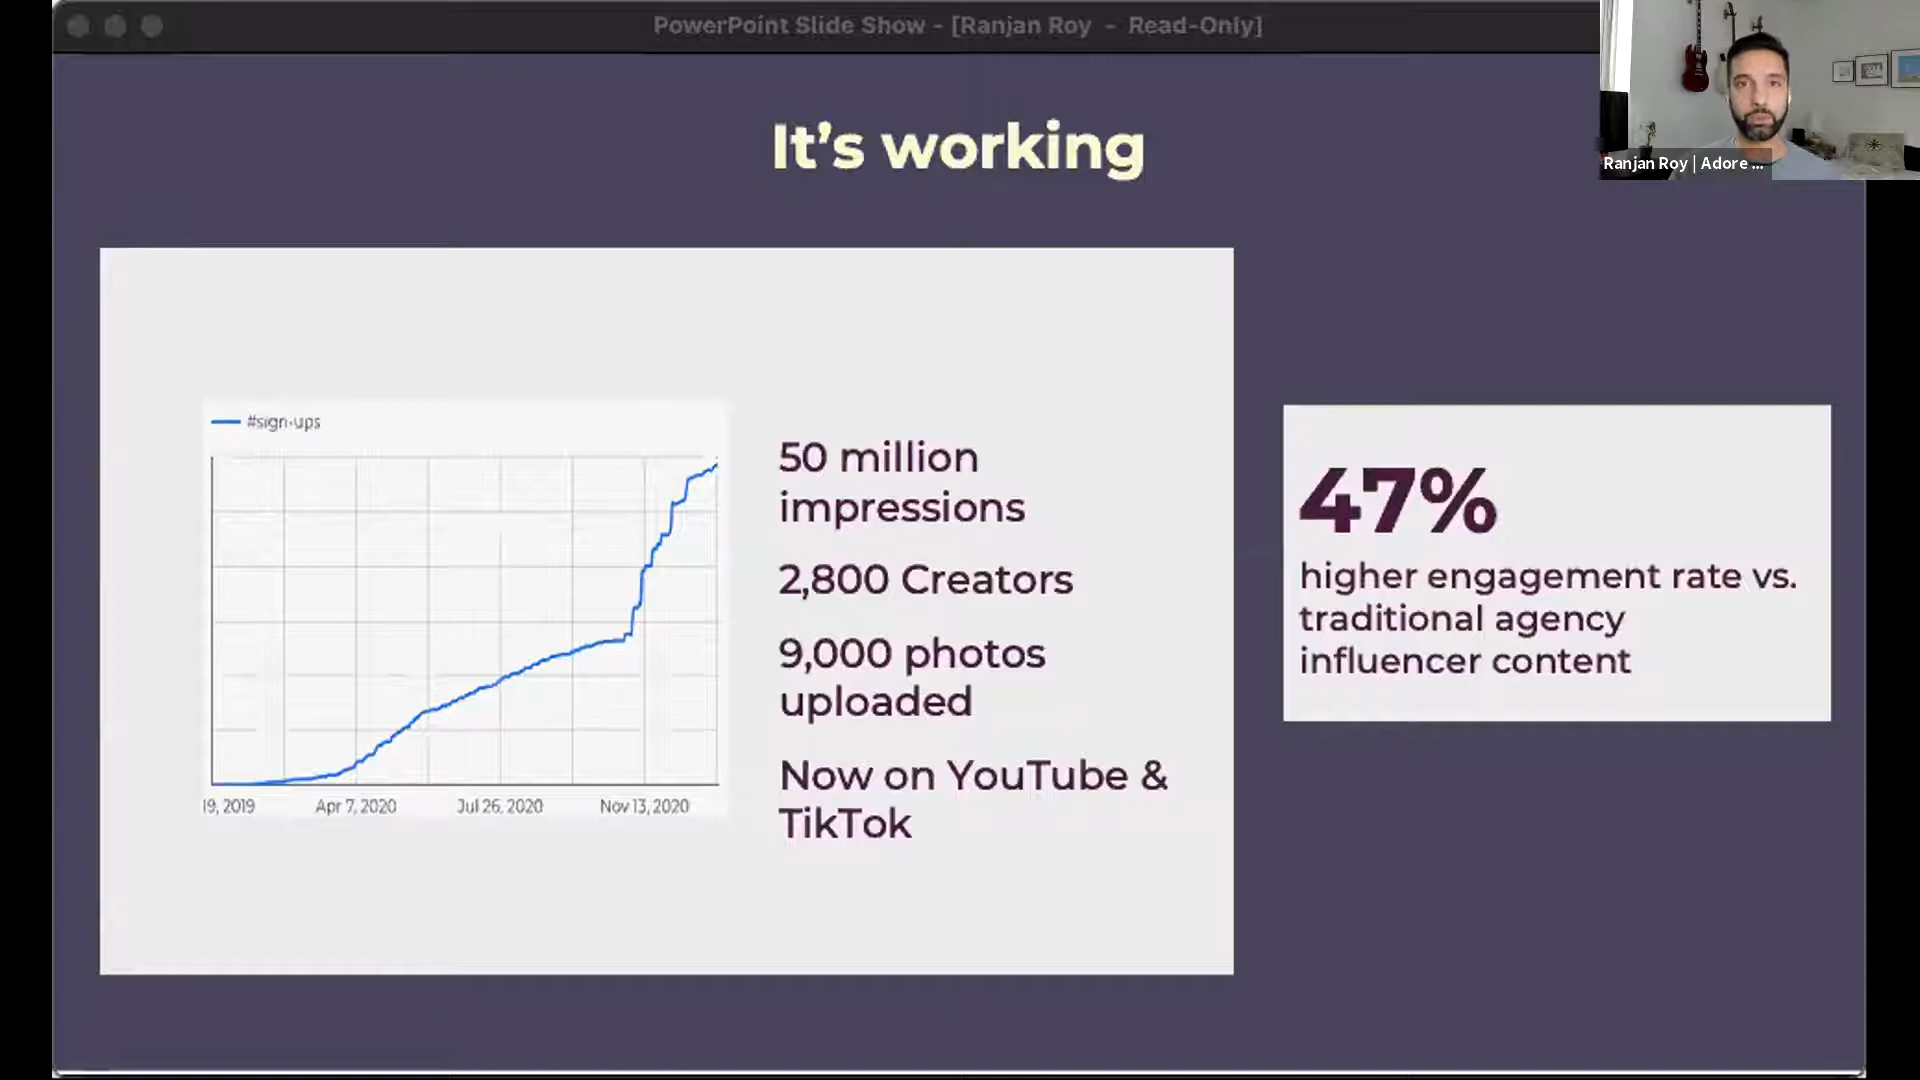 PowerPoint Slide Show - [Ranjan Roy - Read-Only]
Ranjan Roy | Adore ...
It's working
#sign-ups
19, 2019 Apr 7, 2020 Jul 26, 2020 Nov 13, 2020
50 million
impressions
2,800 Creators
9,000 photos
uploaded
Now on YouTube &
TikTok
47%
higher engagement rate vs.
traditional agency
influencer content